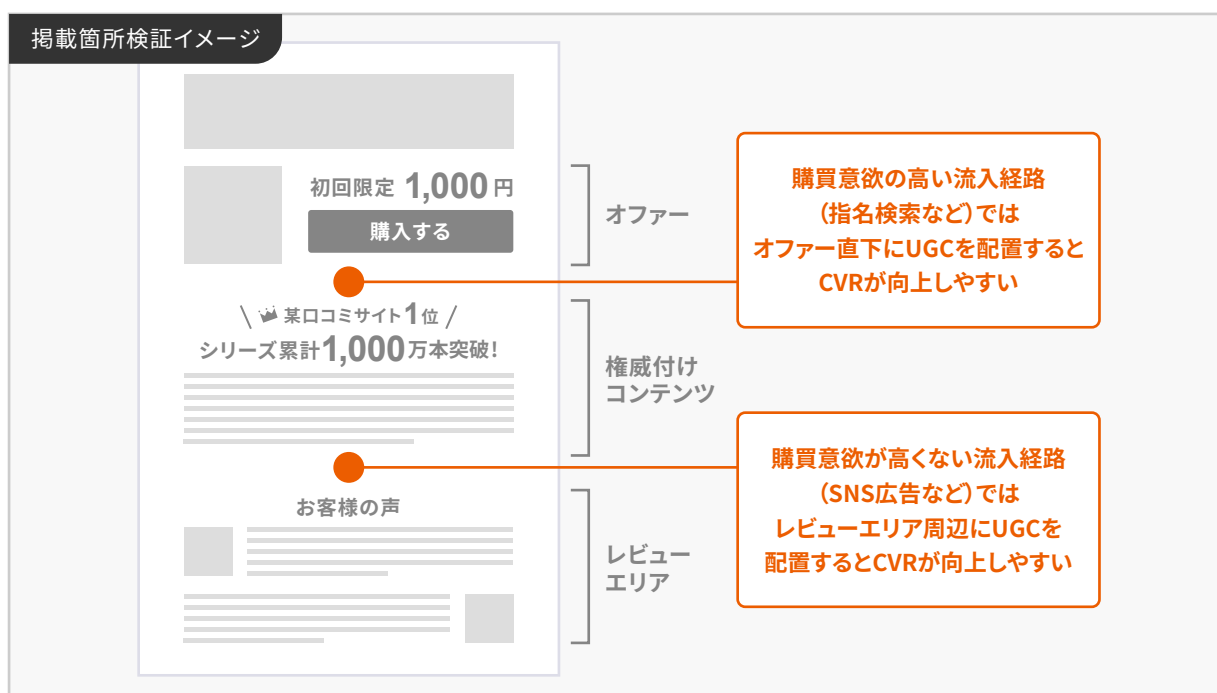 掲載箇所検証イメージ
初回限定 1,000円
購入する
オファー
購買意欲の高い流入経路
（指名検索など）では
オファー直下にUGCを配置すると
CVRが向上しやすい
\ 某口コミサイト1位 /
シリーズ累計1,000万本突破!
権威付け
コンテンツ
購買意欲が高くない流入経路
（SNS広告など）では
レビューエリア周辺にUGCを
配置するとCVRが向上しやすい
お客様の声
レビュー
エリア